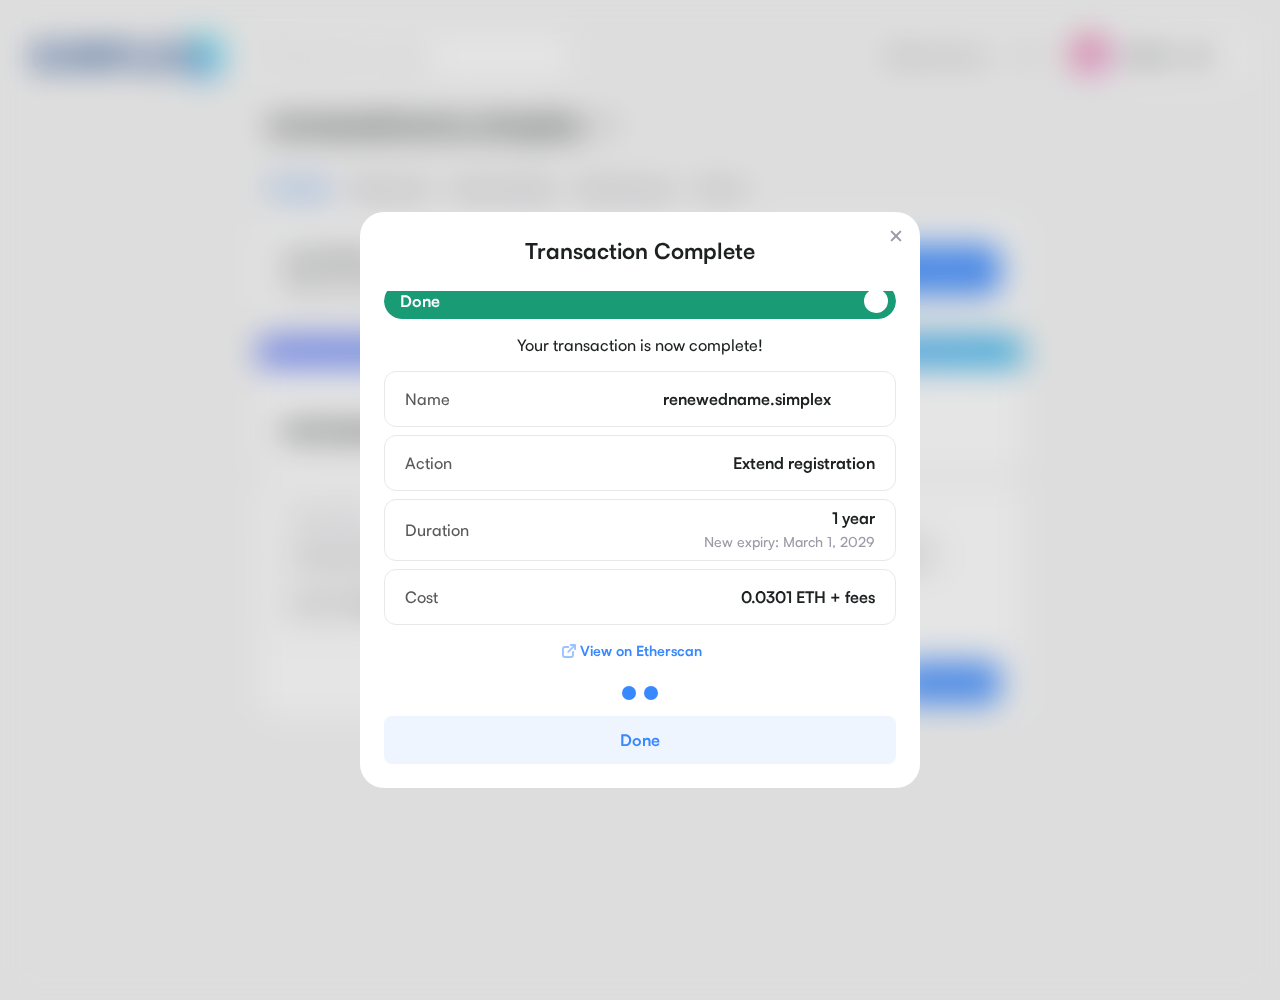 Transaction Complete
Done
Your transaction is now complete!
Name
renewedname.simplex
Action
Extend registration
Duration
1 year
New expiry: March 1, 2029
Cost
0.0301 ETH + fees
View on Etherscan
Done